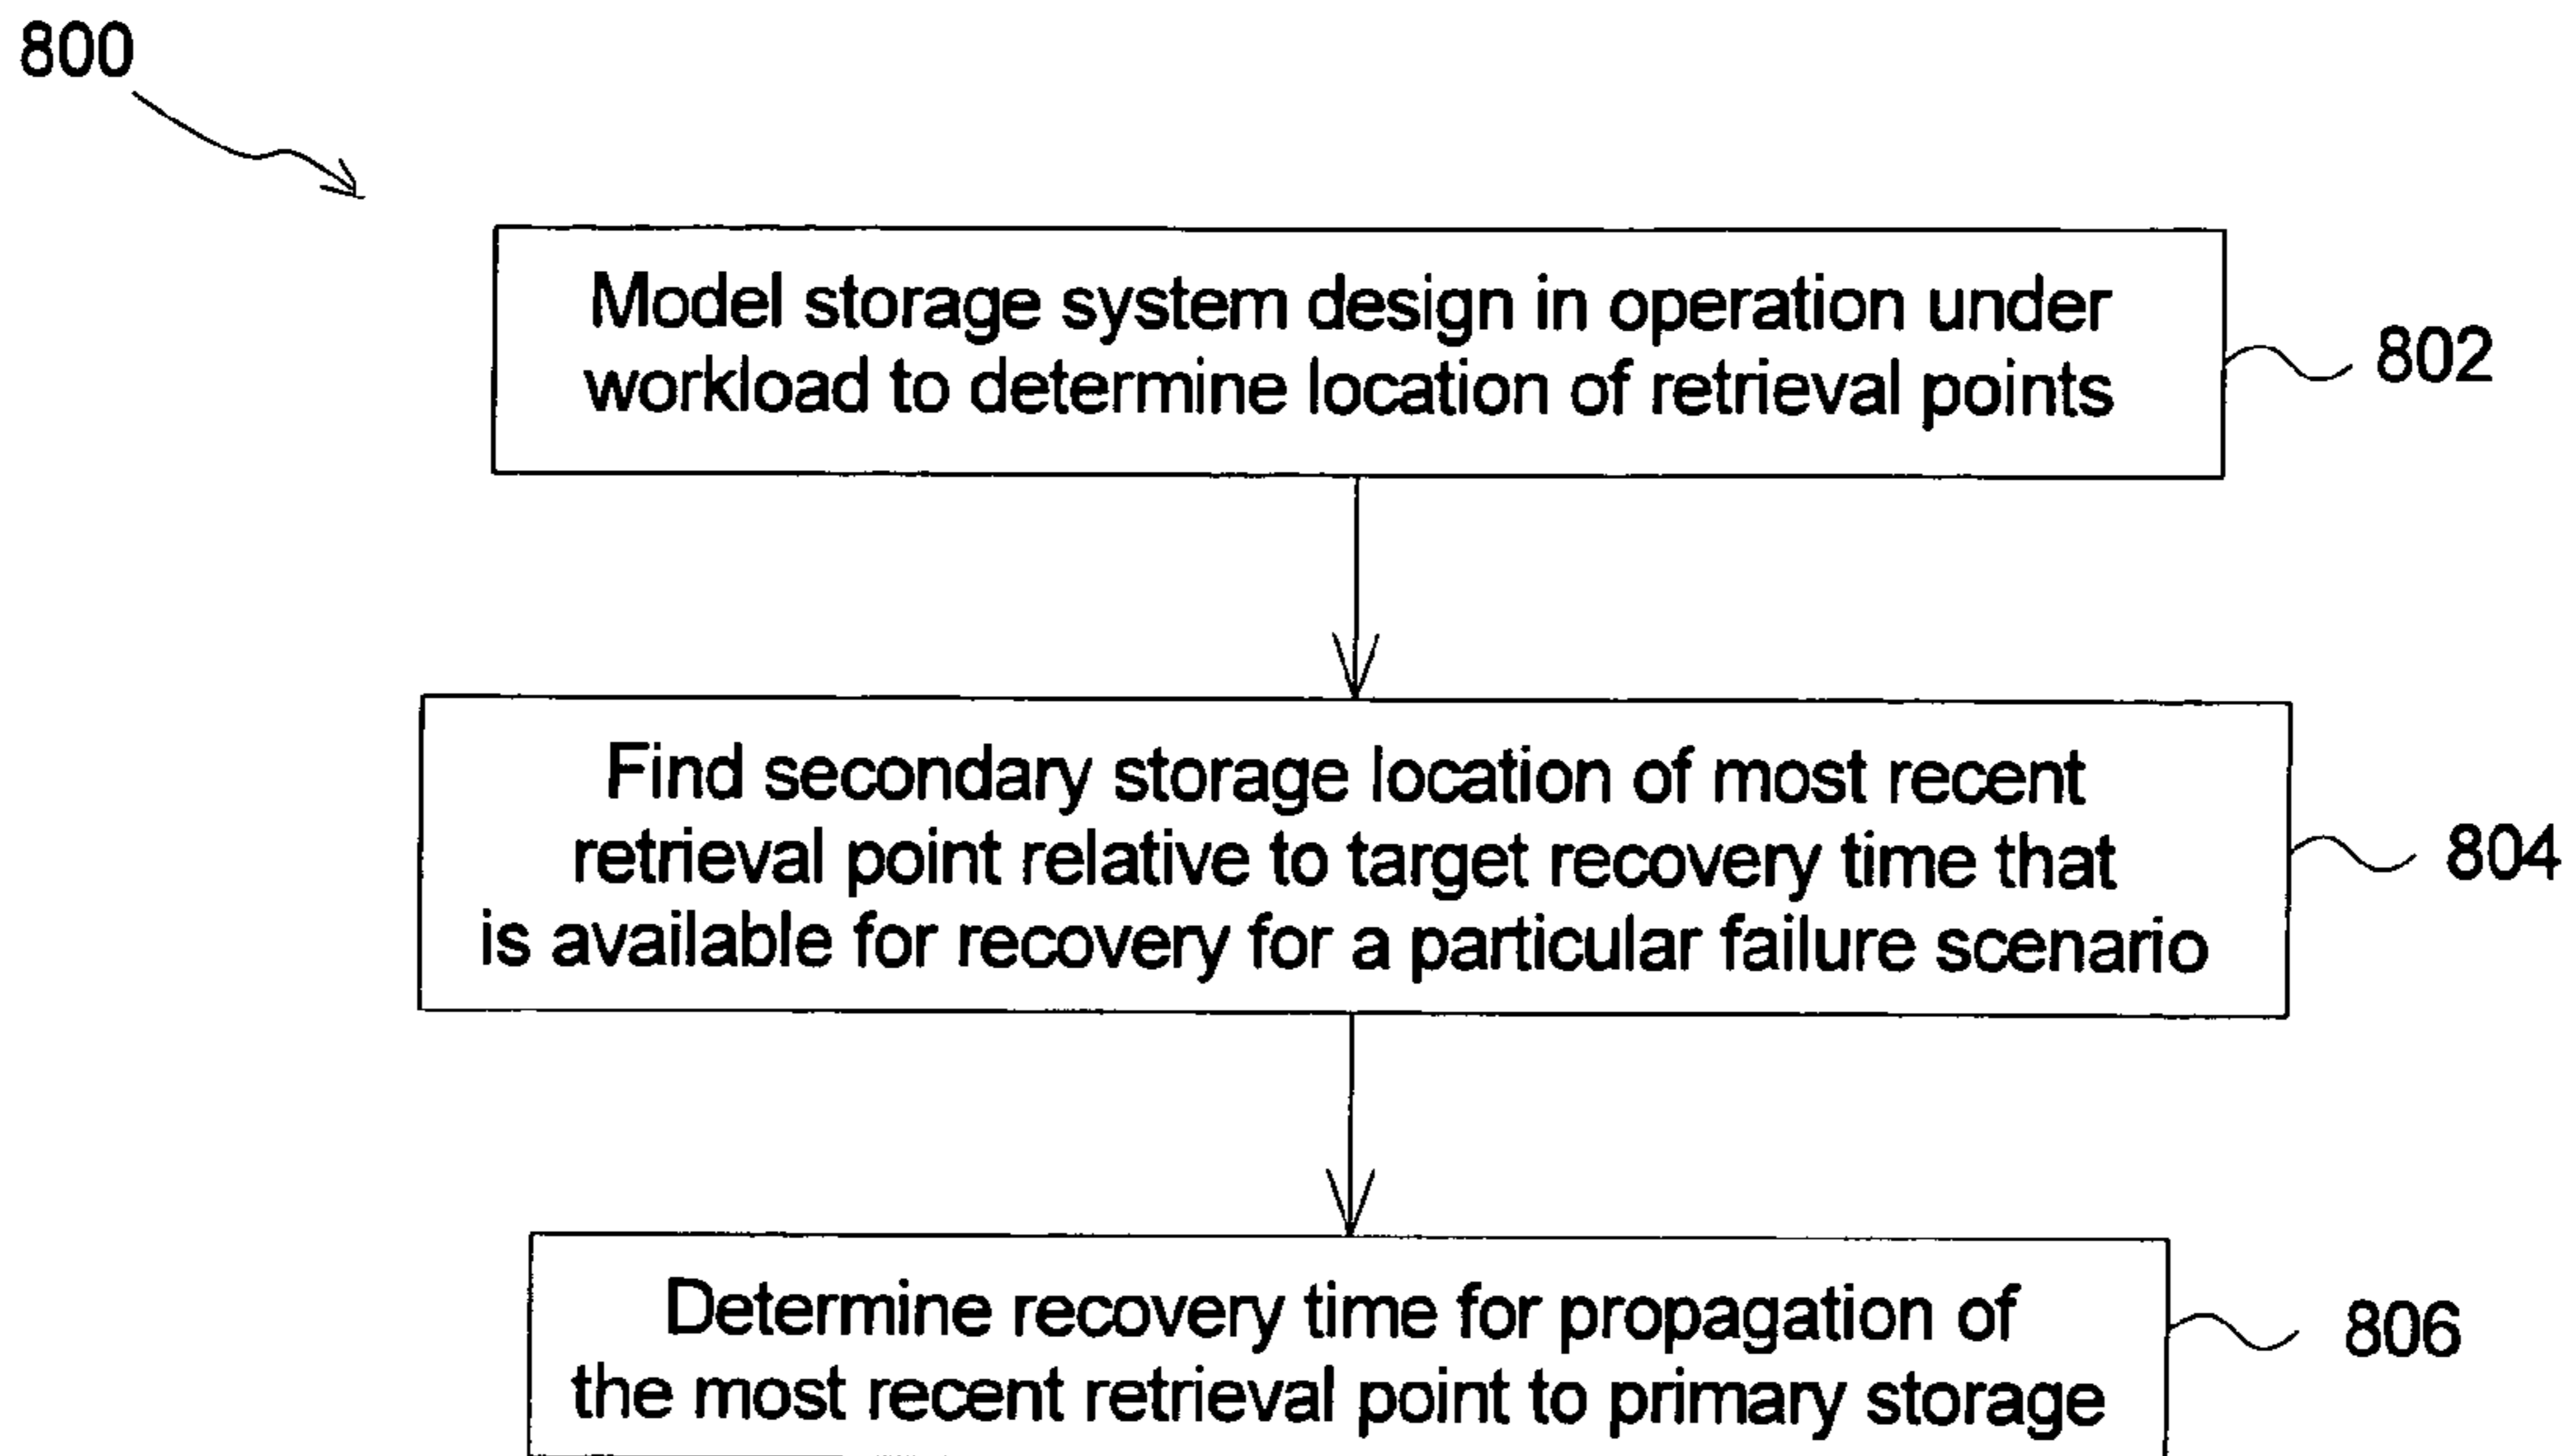 800
Model storage system design in operation under
workload to determine location of retrieval points
802
Find secondary storage location of most recent
retrieval point relative to target recovery time that
is available for recovery for a particular failure scenario
804
Determine recovery time for propagation of
the most recent retrieval point to primary storage
806